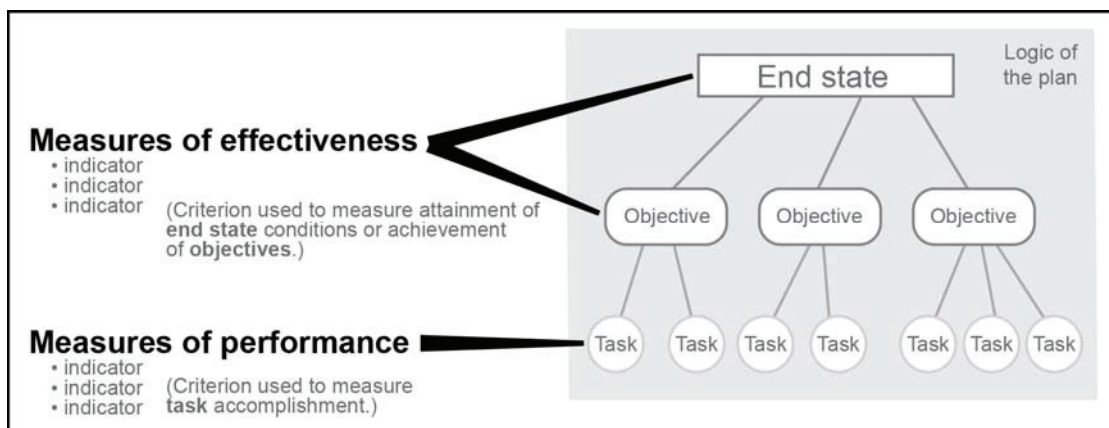 Logic of
the plan
End state
Measures of effectiveness
• indicator
• indicator
• indicator
(Criterion used to measure attainment of
end state conditions or achievement
of objectives.)
Objective
Objective
Objective
Measures of performance
• indicator
• indicator
• indicator
(Criterion used to measure
task accomplishment.)
Task
Task
Task
Task
Task
Task
Task